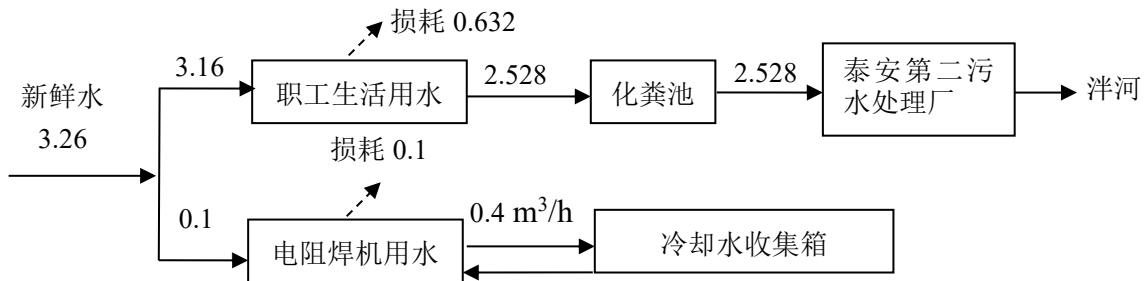 损耗 0.632
3.16
职工生活用水
2.528
化粪池
2.528
泰安第二污
水处理厂
泮河
新鲜水
3.26
损耗 0.1
0.1
电阻焊机用水
0.4 m³/h
冷却水收集箱